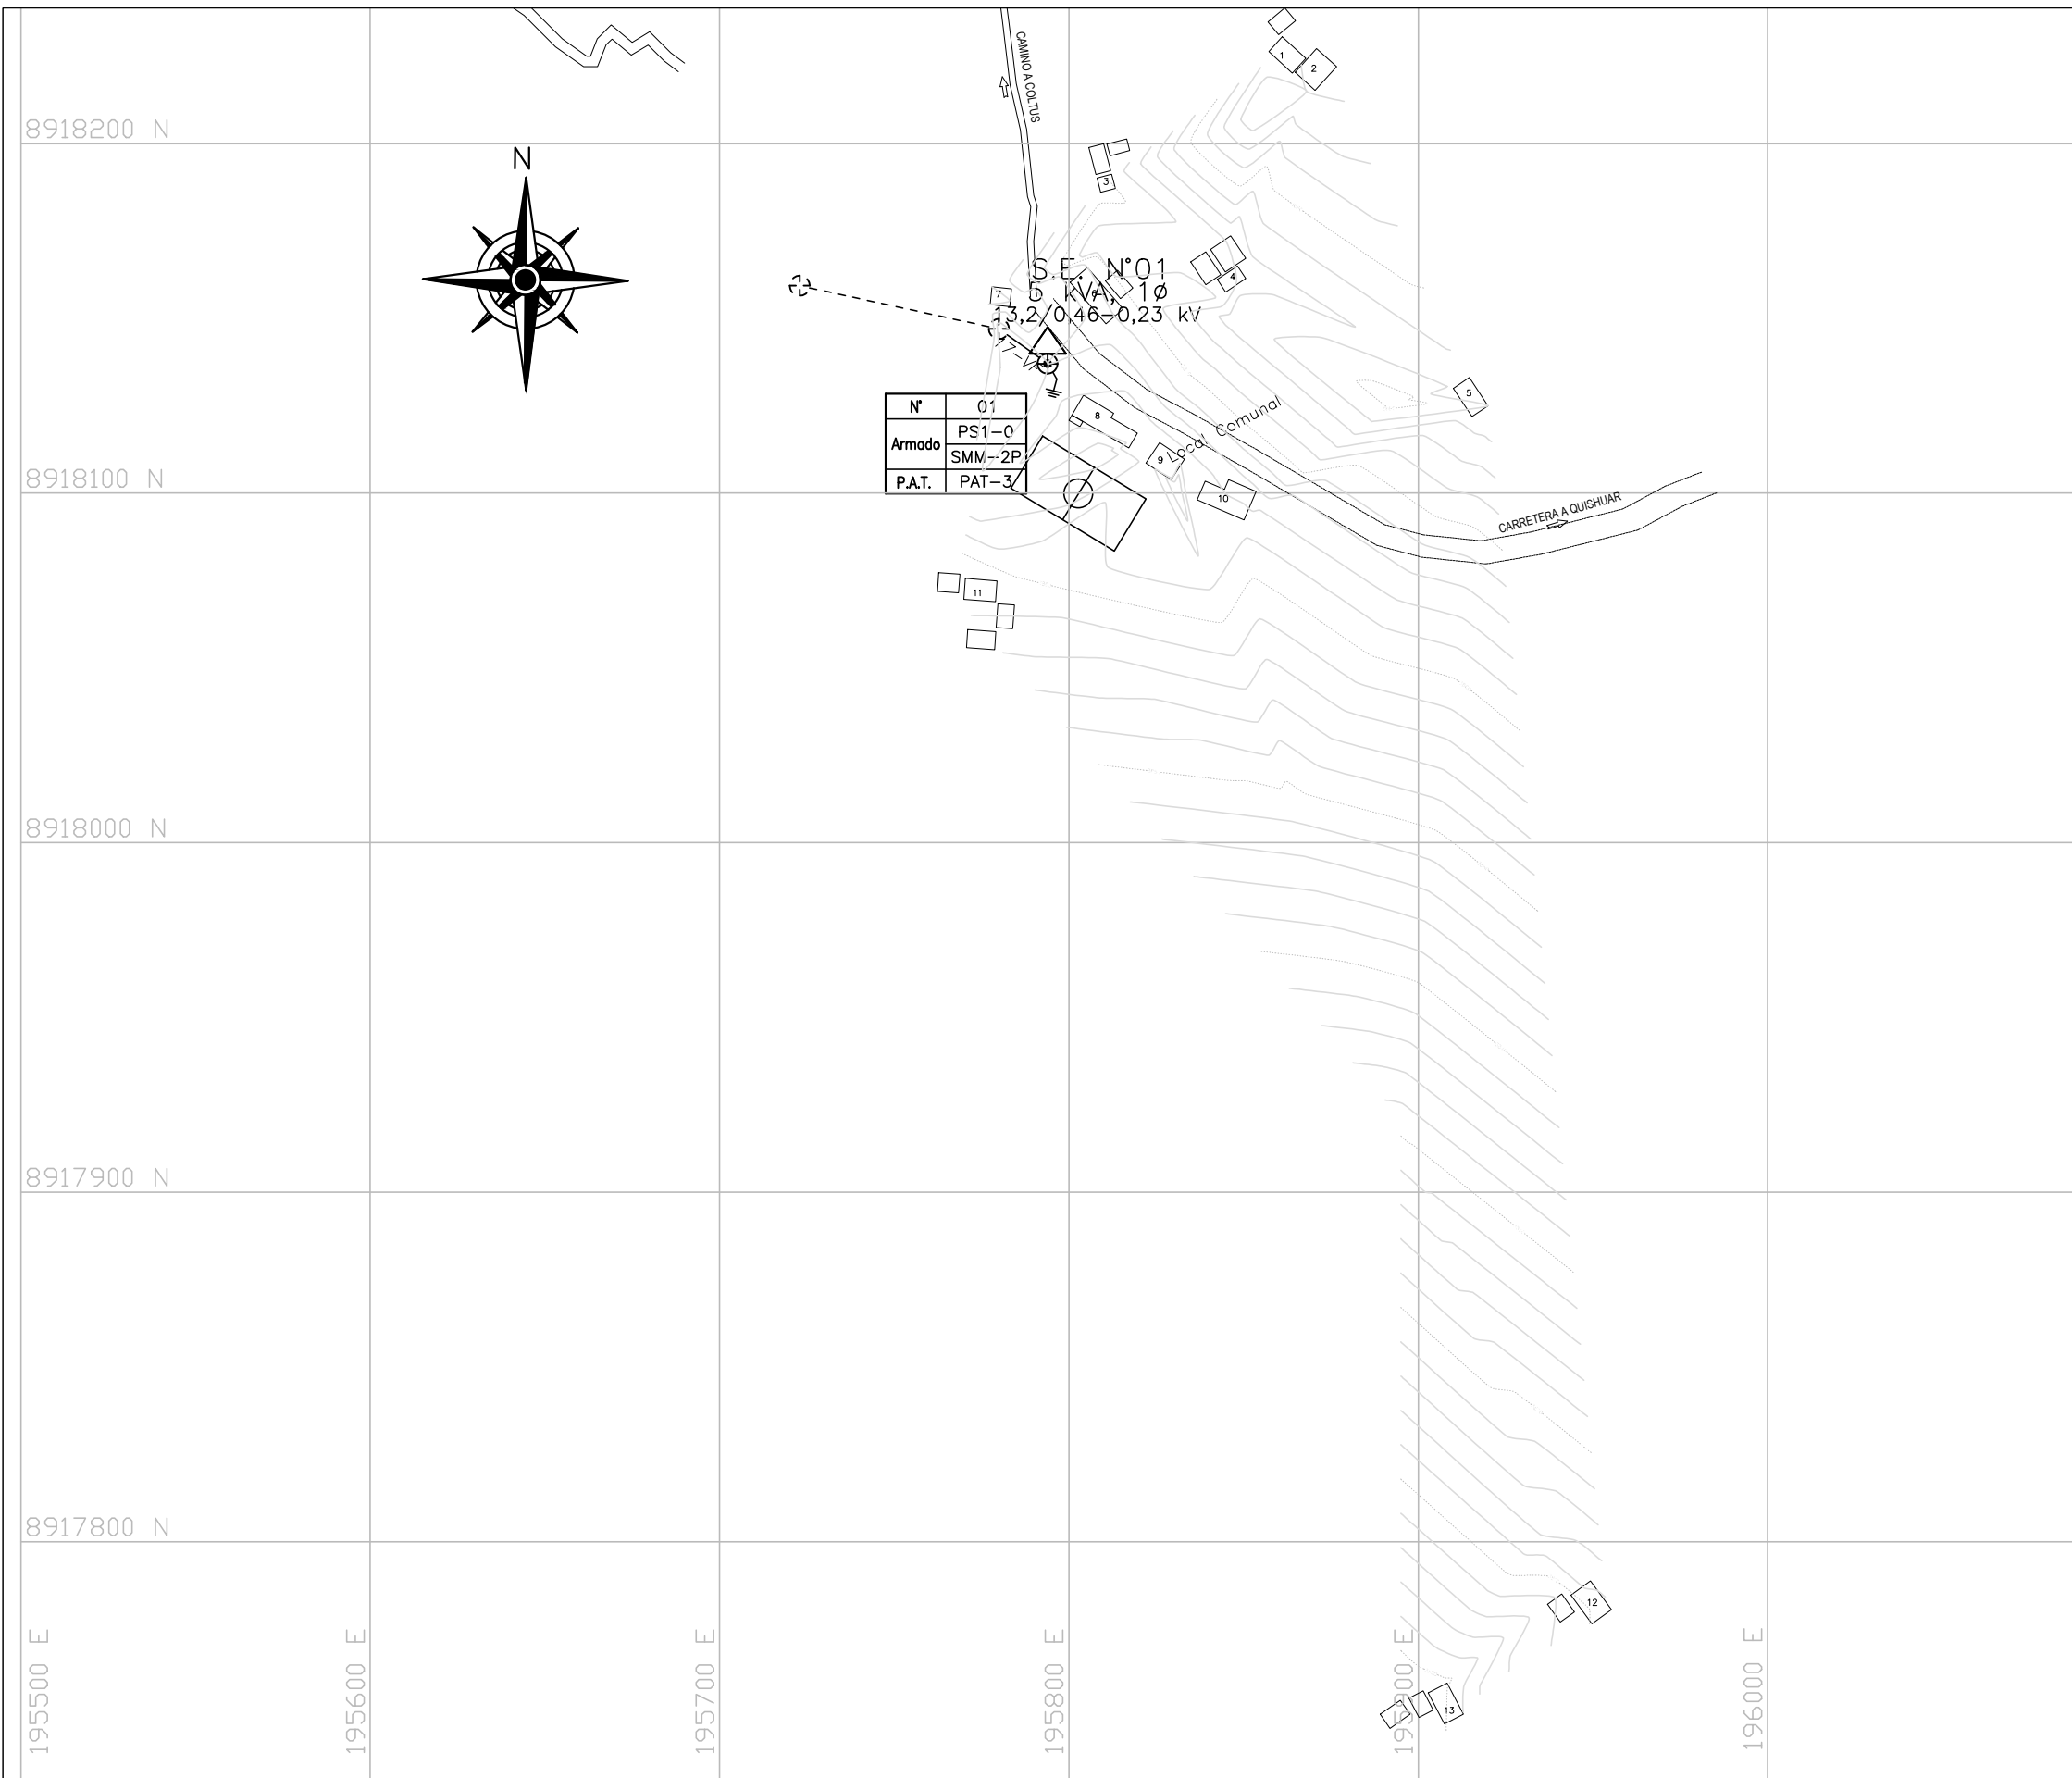 CAMINO A COLTUS
1
2
8918200 N
N
3
S.E. N°01
5 kVA, 1ø
13,2/0,46-0,23 kV
4
6
7
5
N° 01
Armado PS1-0
SMM-2P
P.A.T. PAT-3
8
Local Comunal
9
10
8918100 N
CARRETERA A QUISHUAR
11
8918000 N
8917900 N
8917800 N
12
13
195500 E
195600 E
195700 E
195800 E
195900 E
196000 E